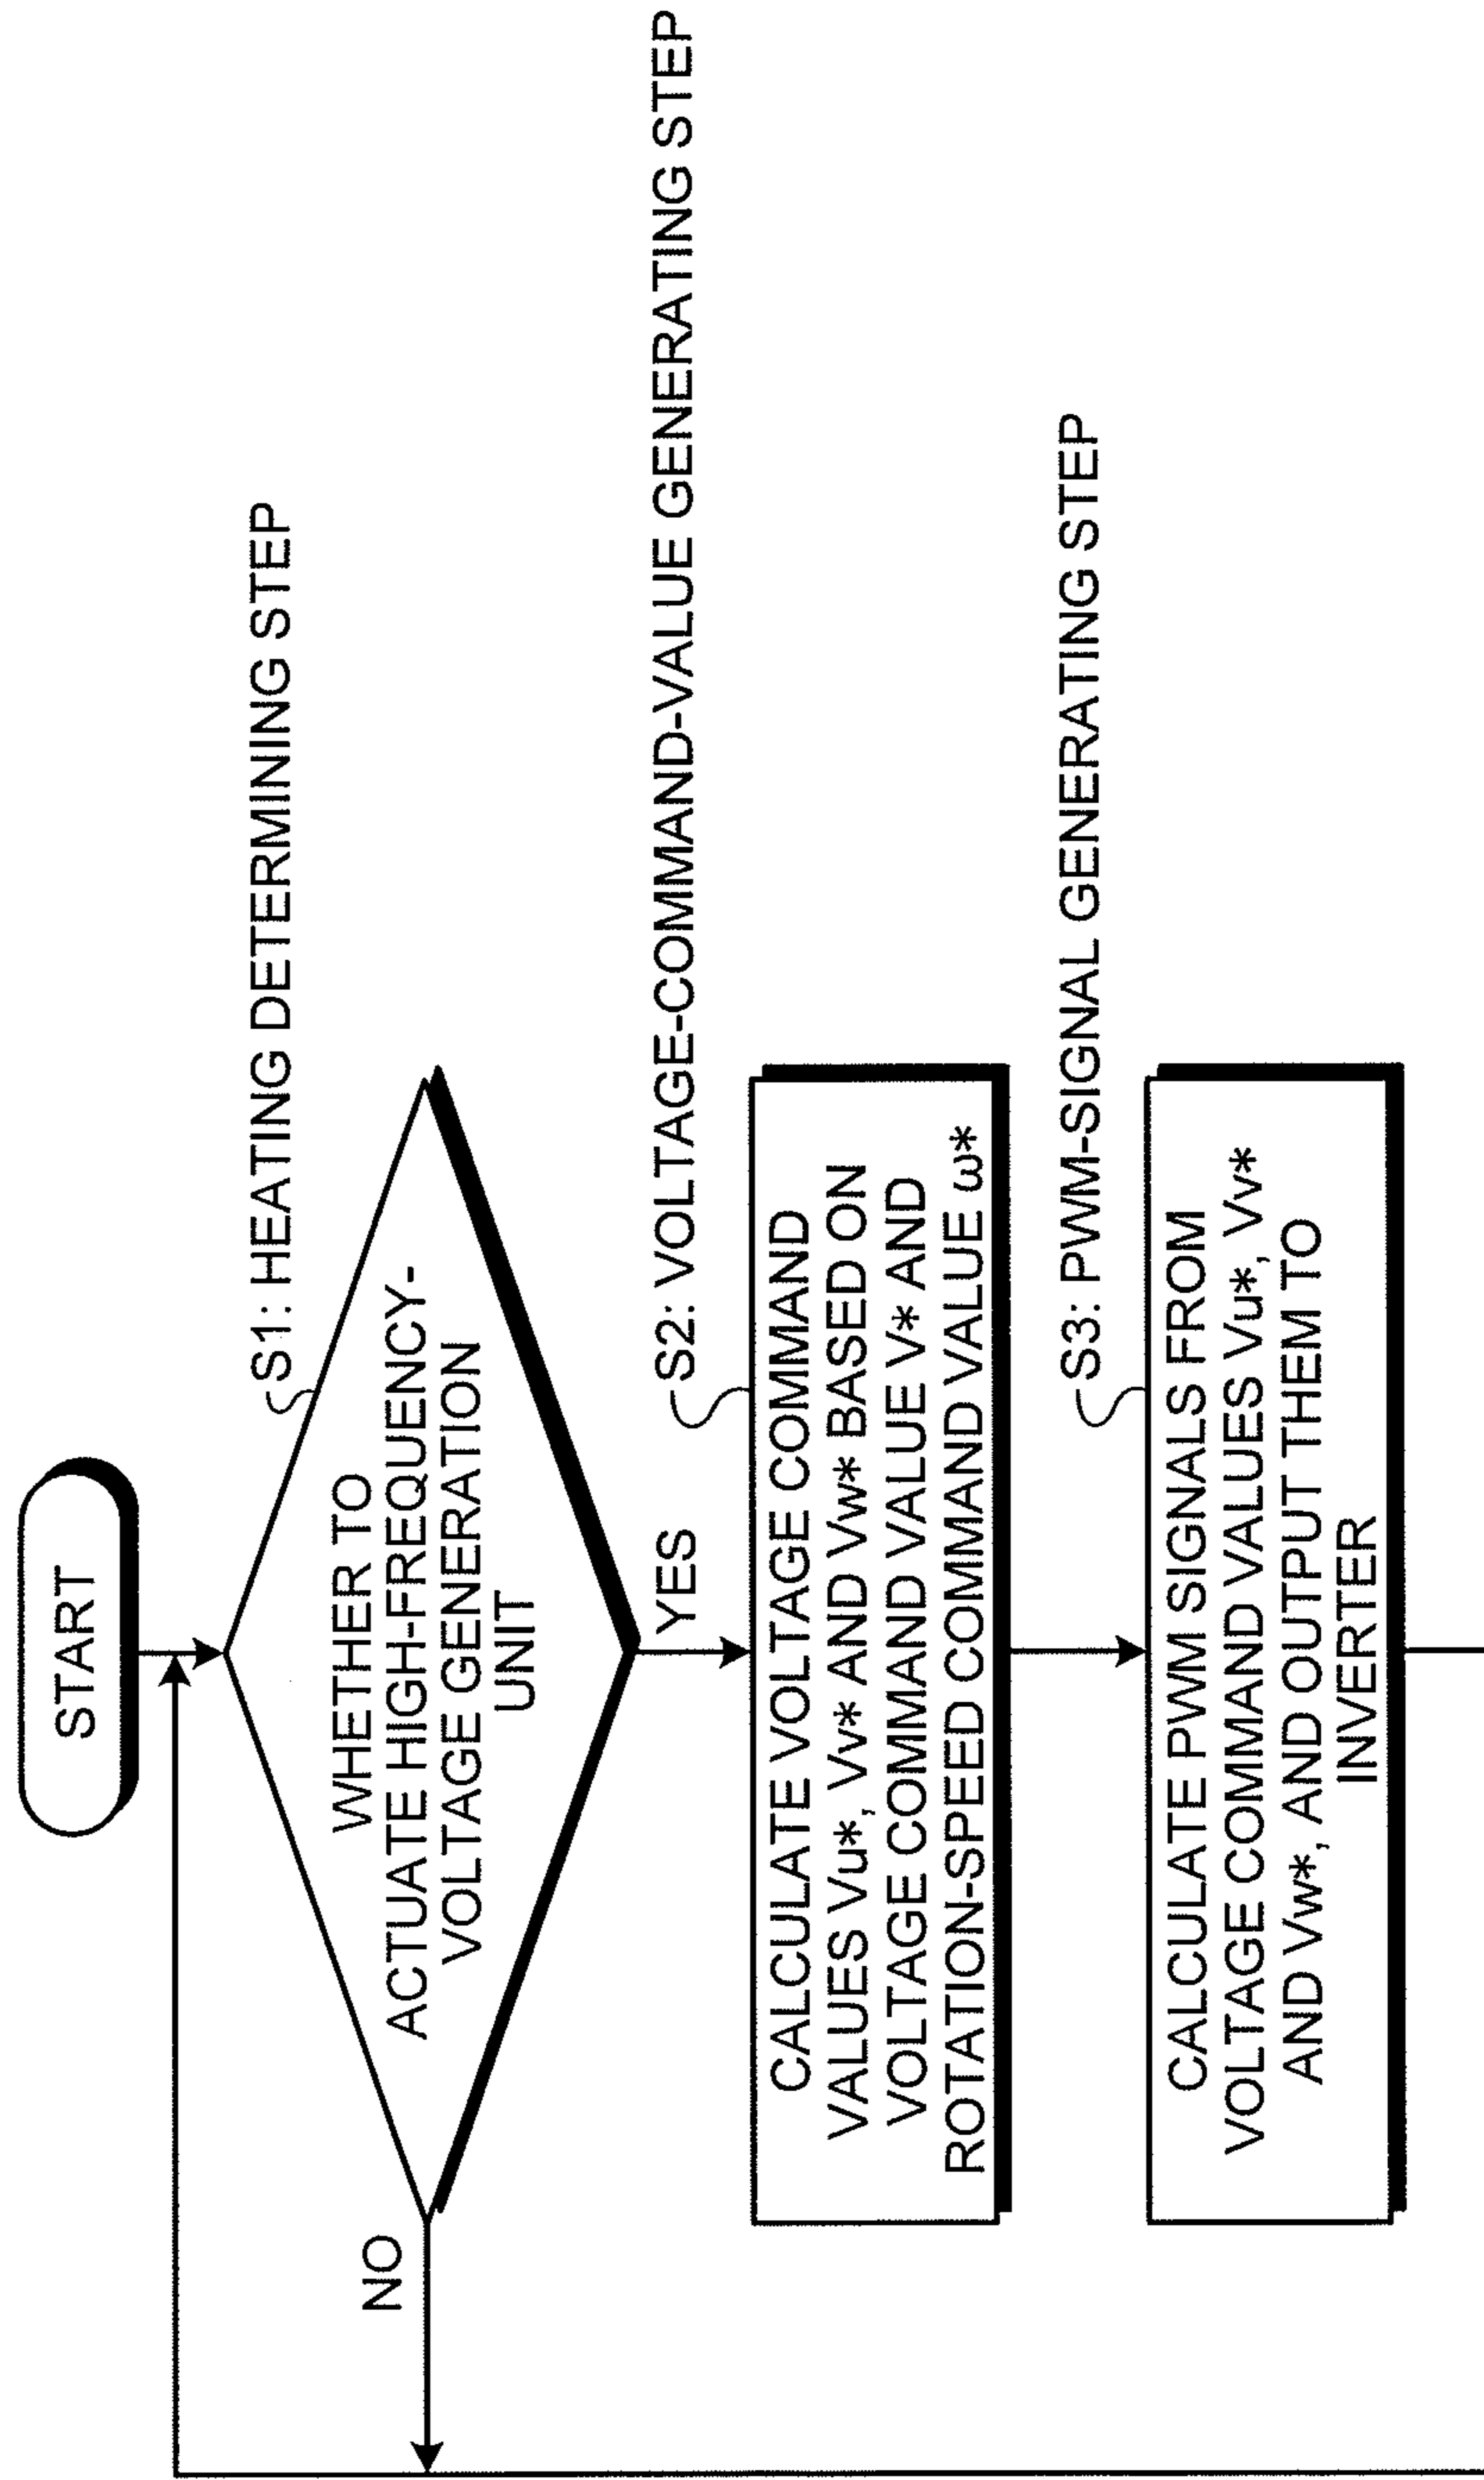 START
S1: HEATING DETERMINING STEP
WHETHER TO
ACTUATE HIGH-FREQUENCY-
VOLTAGE GENERATION
UNIT
NO
YES
S2: VOLTAGE-COMMAND-VALUE GENERATING STEP
CALCULATE VOLTAGE COMMAND
VALUES Vu*, Vv* AND Vw* BASED ON
VOLTAGE COMMAND VALUE V* AND
ROTATION-SPEED COMMAND VALUE ω*
S3: PWM-SIGNAL GENERATING STEP
CALCULATE PWM SIGNALS FROM
VOLTAGE COMMAND VALUES Vu*, Vv*
AND Vw*, AND OUTPUT THEM TO
INVERTER